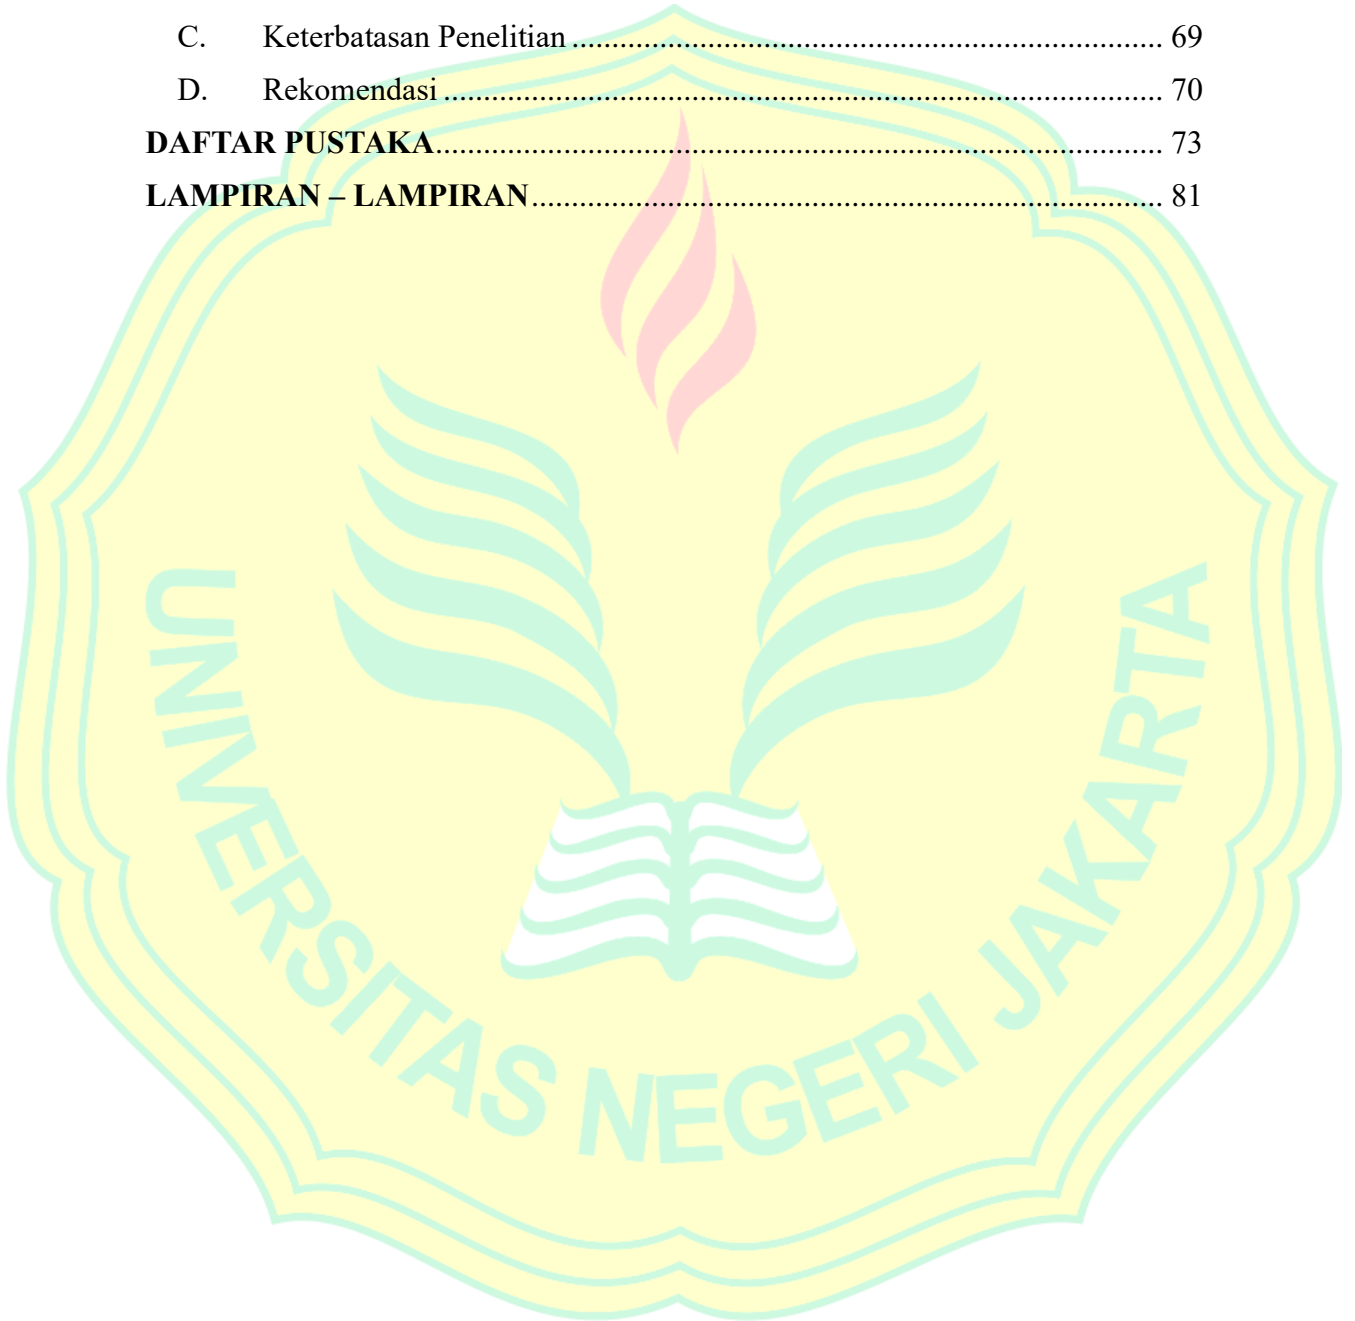 C. Keterbatasan Penelitian ........................................................................... 69
D. Rekomendasi ........................................................................................... 70
DAFTAR PUSTAKA............................................................................................ 73
LAMPIRAN – LAMPIRAN................................................................................ 81
UNIVERSITAS NEGERI JAKARTA